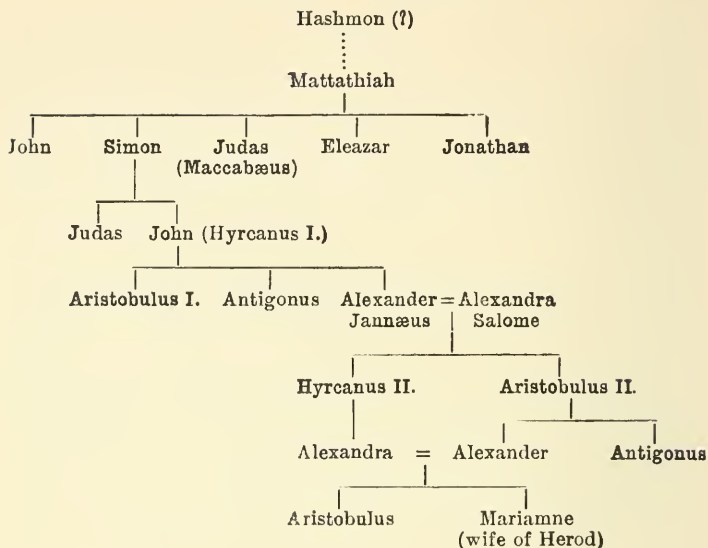 Hashmon (?)
Mattathiah
John Simon Judas Eleazar Jonathan
(Maccabæus)
Judas John (Hyrcanus I.)
Aristobulus I. Antigonus Alexander = Alexandra
Jannæus Salome
Hyrcanus II. Aristobulus II.
Alexandra = Alexander Antigonus
Aristobulus Mariamne
(wife of Herod)